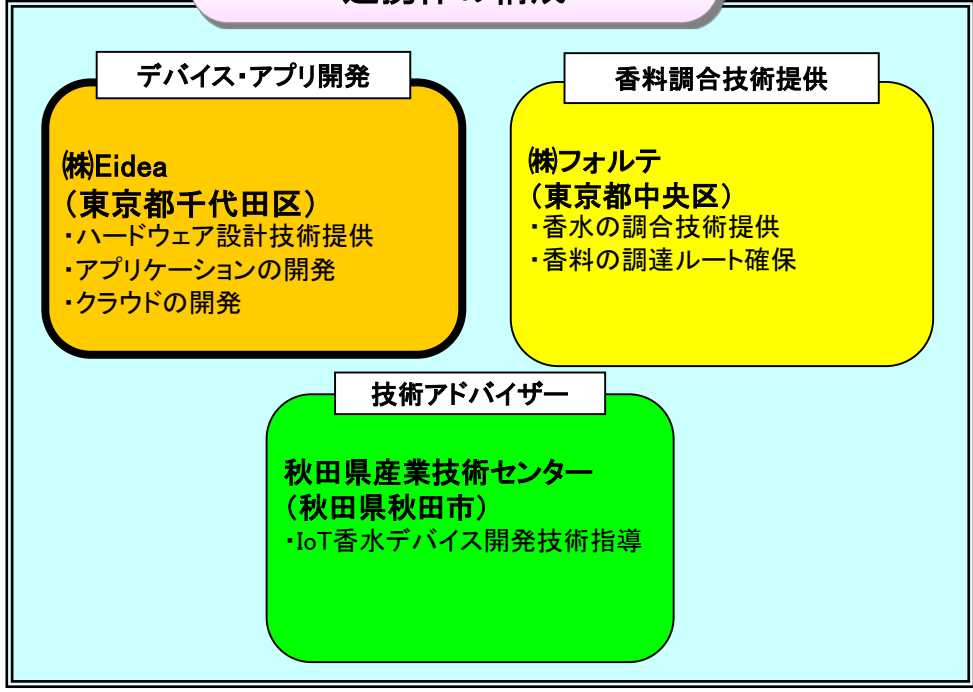 連携体の構成
デバイス・アプリ開発
㈱Eidea
（東京都千代田区）
・ハードウェア設計技術提供
・アプリケーションの開発
・クラウドの開発
香料調合技術提供
㈱フォルテ
（東京都中央区）
・香水の調合技術提供
・香料の調達ルート確保
技術アドバイザー
秋田県産業技術センター
（秋田県秋田市）
・IoT香水デバイス開発技術指導